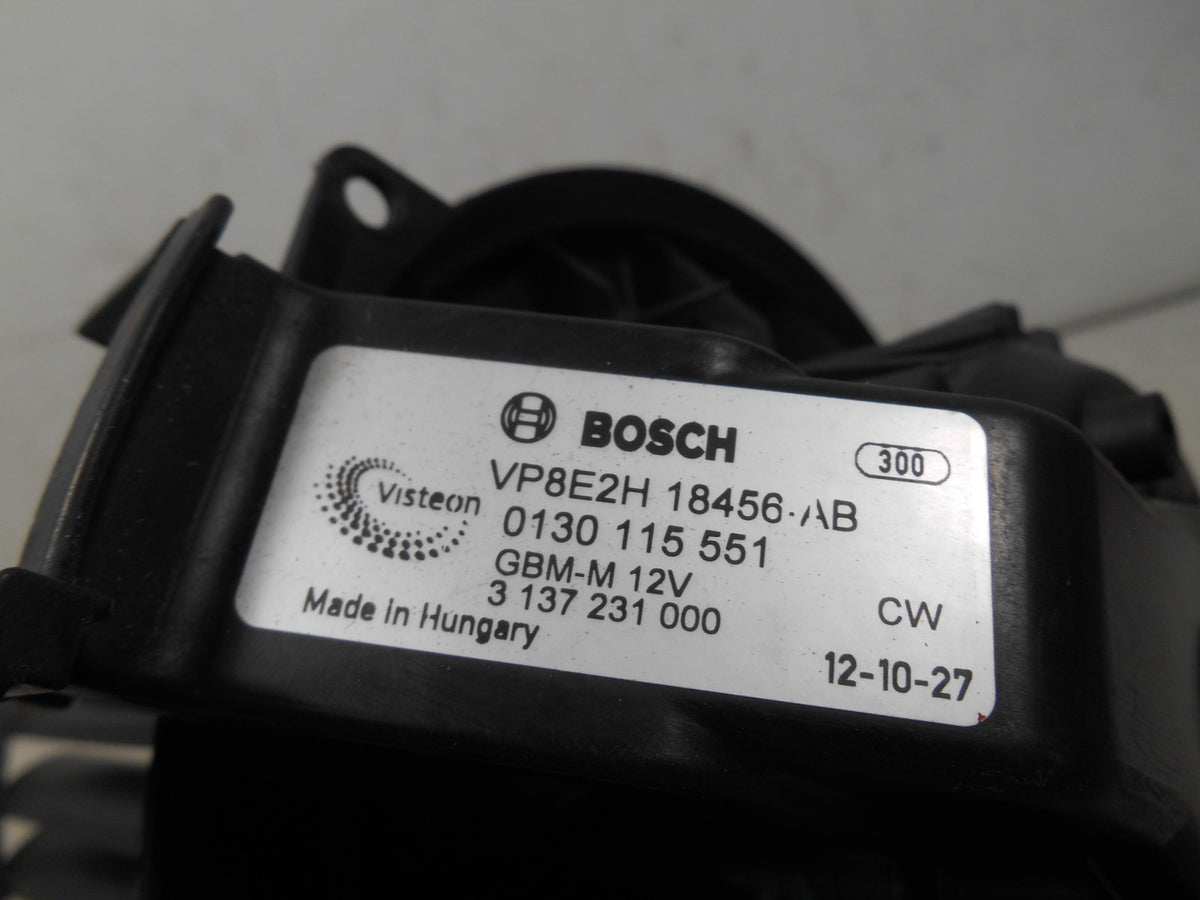 BOSCH
300
Visteon
VP8E2H 18456-AB
0130 115 551
GBM-M 12V
3 137 231 000
CW
Made in Hungary
12-10-27